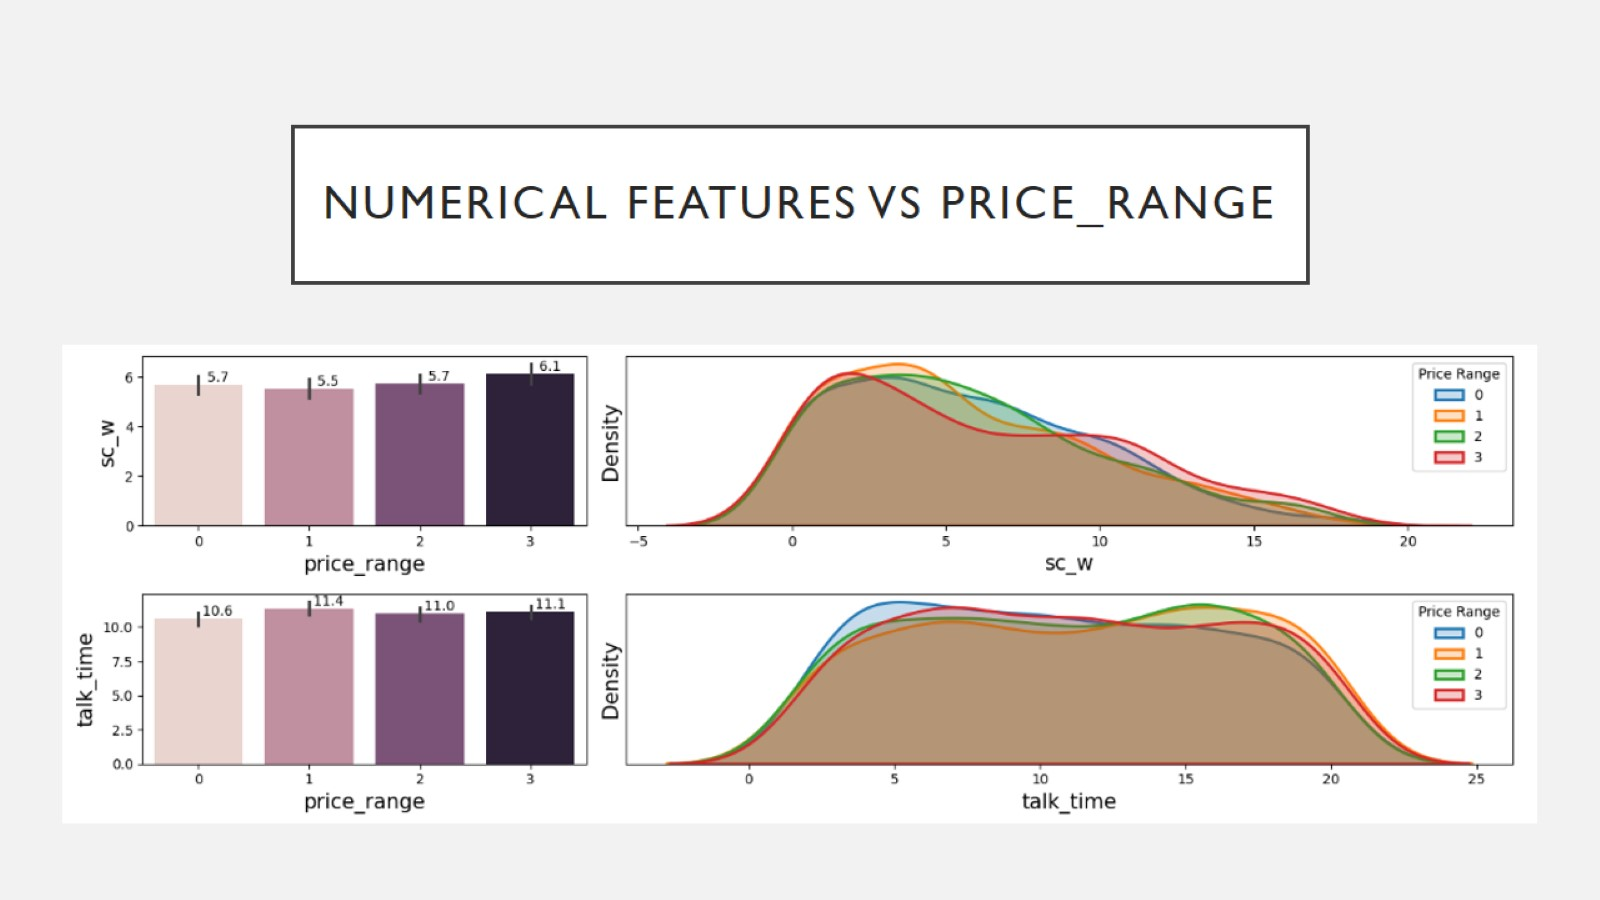 NUMERICAL FEATURES VS PRICE_RANGE
5.7 5.5 5.7 6.1
6
4
2
0
sc_w
0 1 2 3
price_range
Density
Price Range
0
1
2
3
−5 0 5 10 15 20
sc_w
10.6 11.4 11.0 11.1
10.0
7.5
5.0
2.5
0.0
talk_time
0 1 2 3
price_range
Density
Price Range
0
1
2
3
0 5 10 15 20 25
talk_time